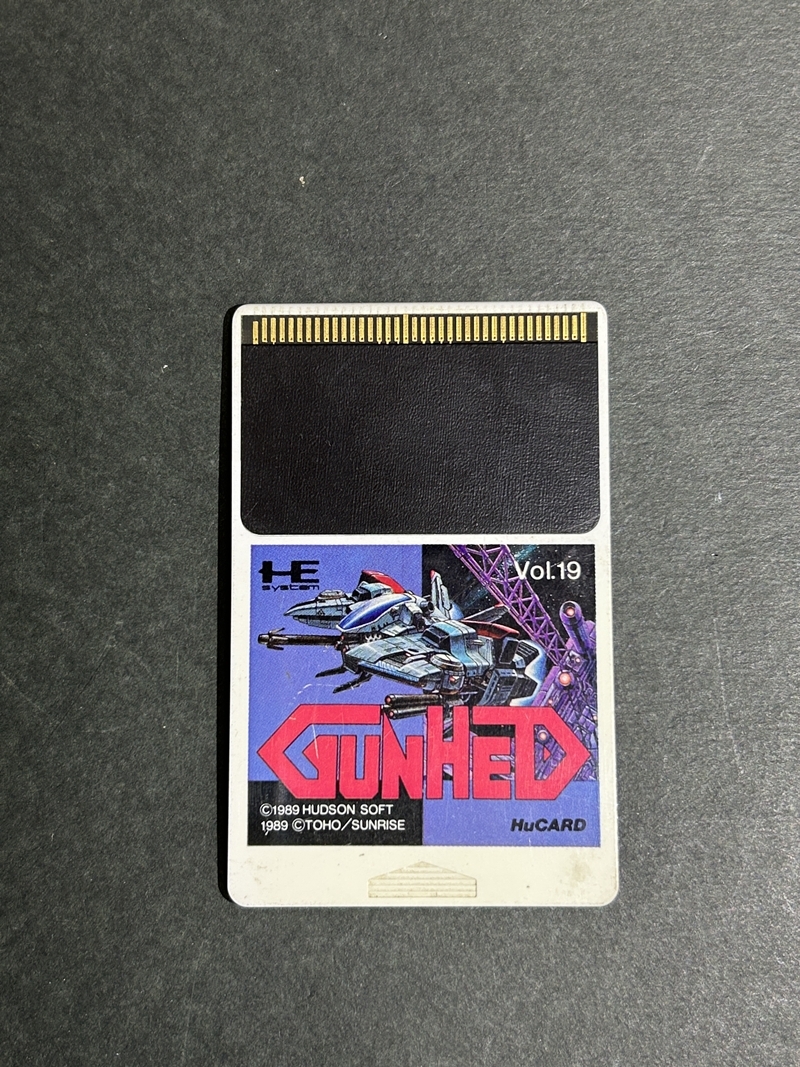 HE
system
Vol.19
GUNHED
©1989 HUDSON SOFT
1989 ©TOHO/SUNRISE
HuCARD